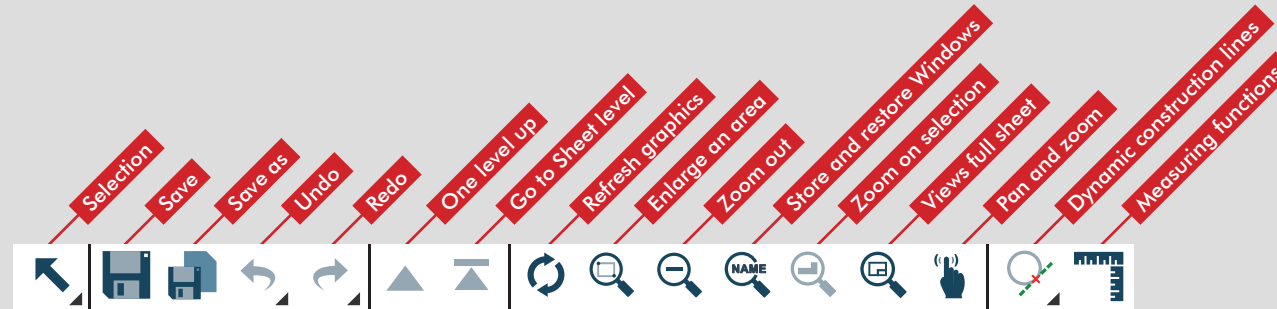 Selection
Save
Save as
Undo
Redo
One level up
Go to Sheet level
Refresh graphics
Enlarge an area
Zoom out
Store and restore Windows
Zoom on selection
Views full sheet
Pan and zoom
Dynamic construction lines
Measuring functions
NAME